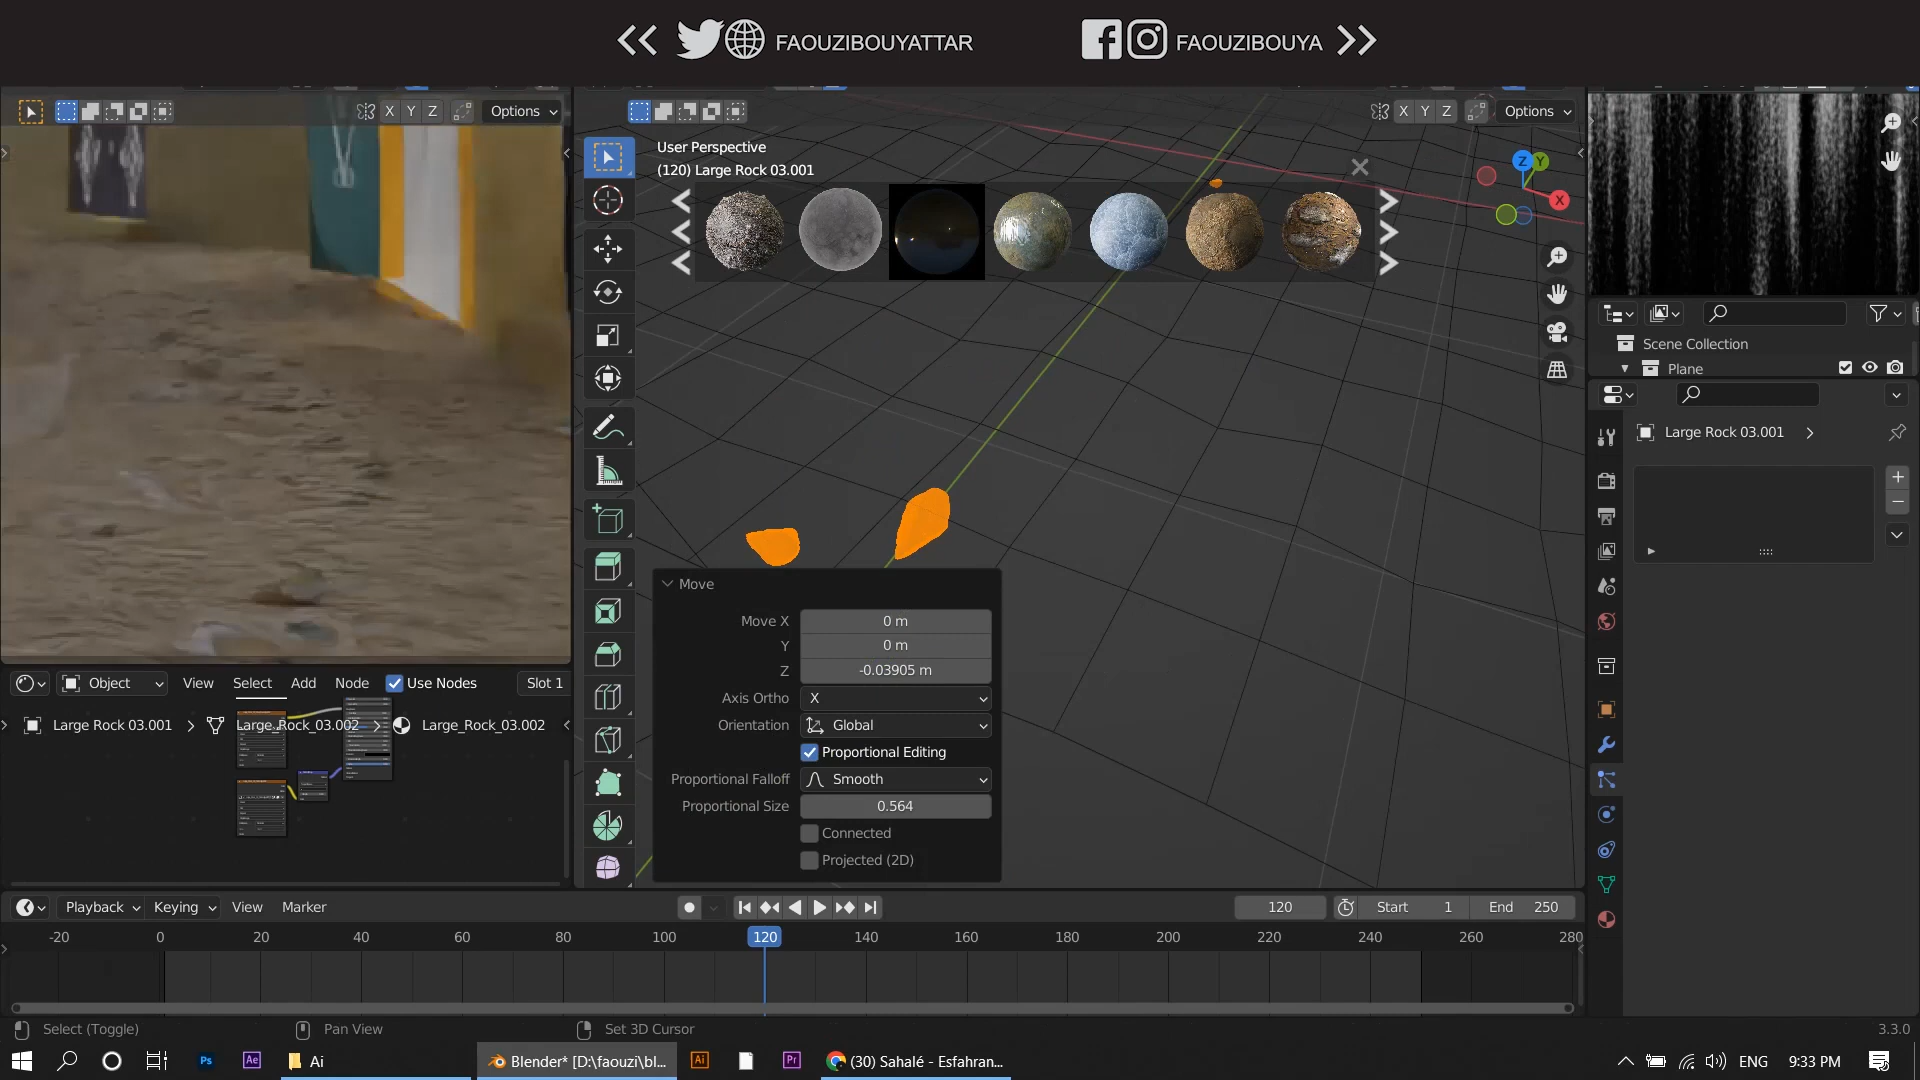 FAOUZIBOUYATTAR
FAOUZIBOUYA
X Y Z Options
X Y Z Options
User Perspective
(120) Large Rock 03.001
Z Y
X
Scene Collection
Plane
Large Rock 03.001
Move
Move X 0 m
Y 0 m
Z -0.03905 m
Axis Ortho X
Orientation Global
Proportional Editing
Proportional Falloff Smooth
Proportional Size 0.564
Connected
Projected (2D)
Object View Select Add Node Use Nodes Slot 1
Large Rock 03.001 Large_Rock_03.002 Large_Rock_03.002
Playback Keying View Marker 120 Start 1 End 250
-20 0 20 40 60 80 100 120 140 160 180 200 220 240 260 280
Select (Toggle) Pan View Set 3D Cursor 3.3.0
Ps Ae Ai Blender* [D:\faouzi\bl... Ai Pr (30) Sahalé - Esfahran... ENG 9:33 PM